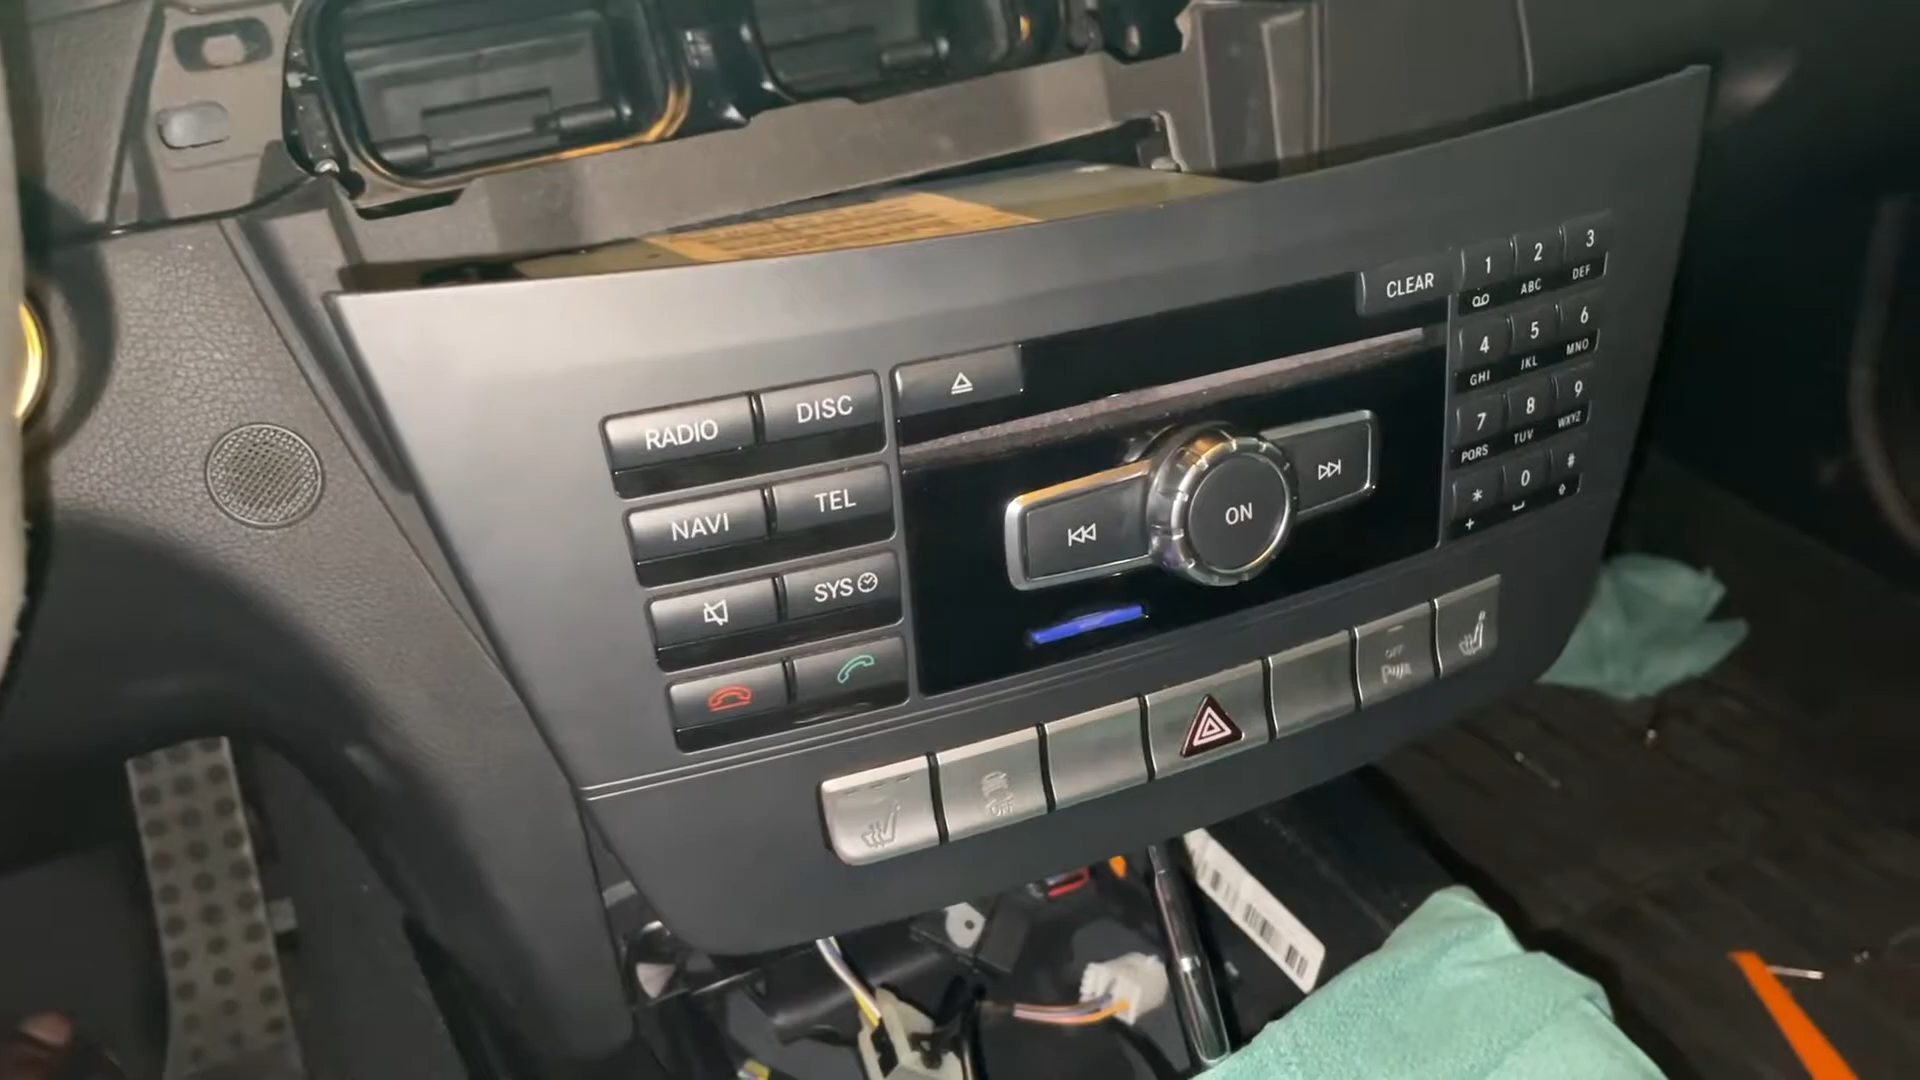 CLEAR
1 2 3
ABC DEF
4 5 6
GHI JKL MNO
7 8 9
PQRS TUV WXYZ
* 0 #
+
RADIO DISC
NAVI TEL
SYS
ON
OFF